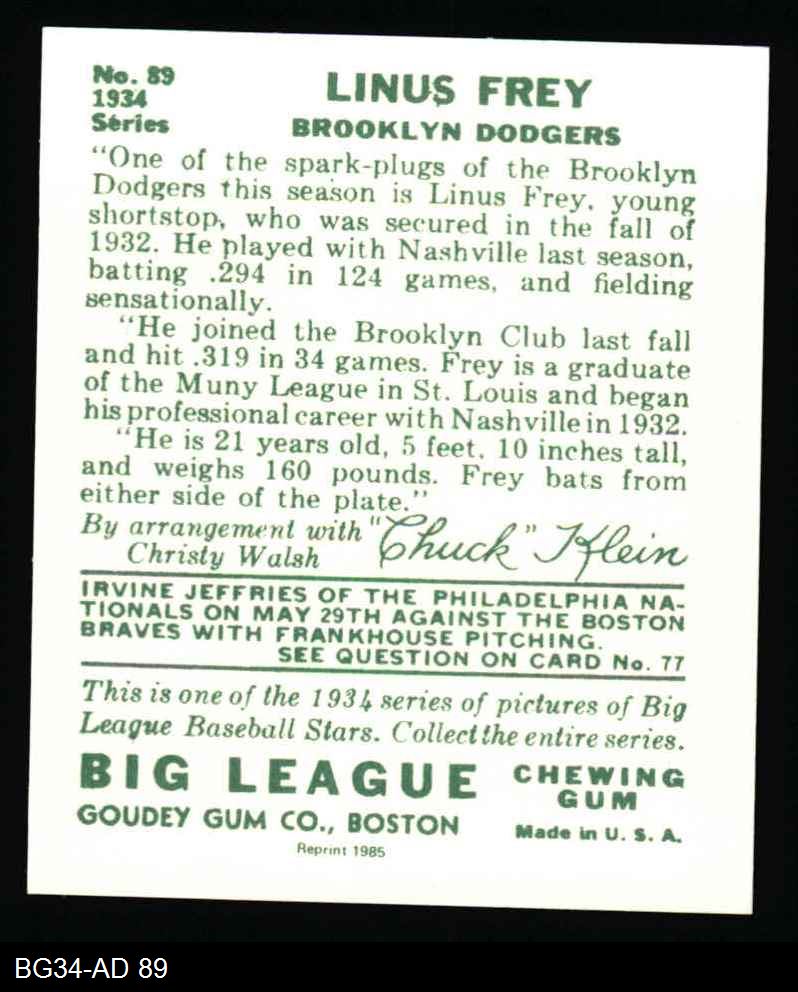 No. 89
1934
Series
LINUS FREY
BROOKLYN DODGERS
"One of the spark-plugs of the Brooklyn
Dodgers this season is Linus Frey, young
shortstop, who was secured in the fall of
1932. He played with Nashville last season,
batting .294 in 124 games, and fielding
sensationally.
"He joined the Brooklyn Club last fall
and hit .319 in 34 games. Frey is a graduate
of the Muny League in St. Louis and began
his professional career with Nashville in 1932.
"He is 21 years old, 5 feet, 10 inches tall,
and weighs 160 pounds. Frey bats from
either side of the plate."
By arrangement with
Christy Walsh
"Chuck" Klein
IRVINE JEFFRIES OF THE PHILADELPHIA NA-
TIONALS ON MAY 29TH AGAINST THE BOSTON
BRAVES WITH FRANKHOUSE PITCHING.
SEE QUESTION ON CARD No. 77
This is one of the 1934 series of pictures of Big
League Baseball Stars. Collect the entire series.
BIG LEAGUE
CHEWING
GUM
GOUDEY GUM CO., BOSTON
Made in U. S. A.
Reprint 1985
BG34-AD 89